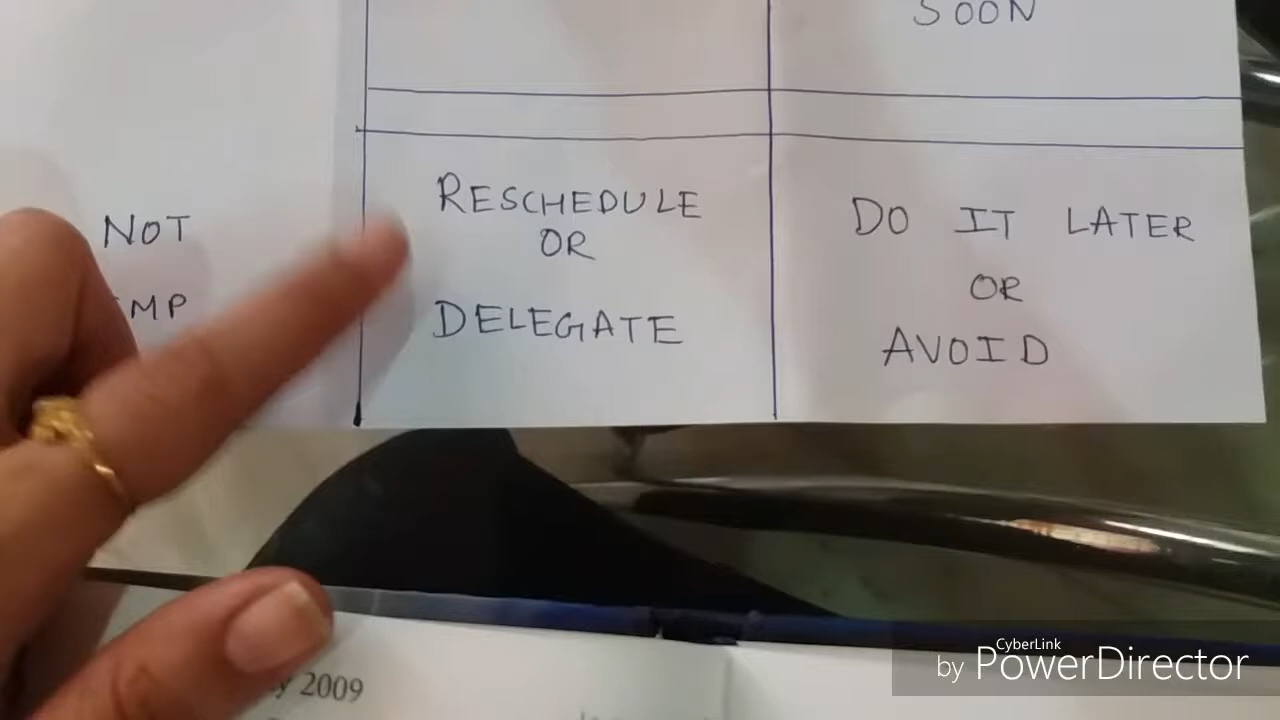 SOON
NOT
MP
RESCHEDULE
OR
DELEGATE
DO IT LATER
OR
AVOID
2009
CyberLink
by PowerDirector